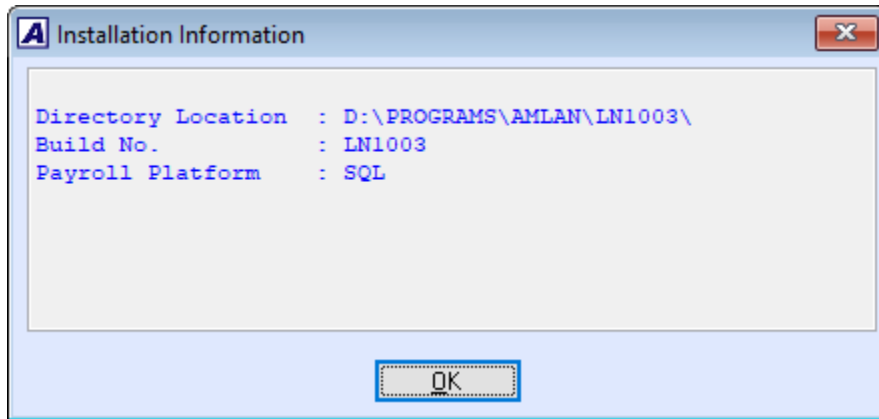 A Installation Information
Directory Location : D:\PROGRAMS\AMLAN\LN1003\
Build No. : LN1003
Payroll Platform : SQL
OK